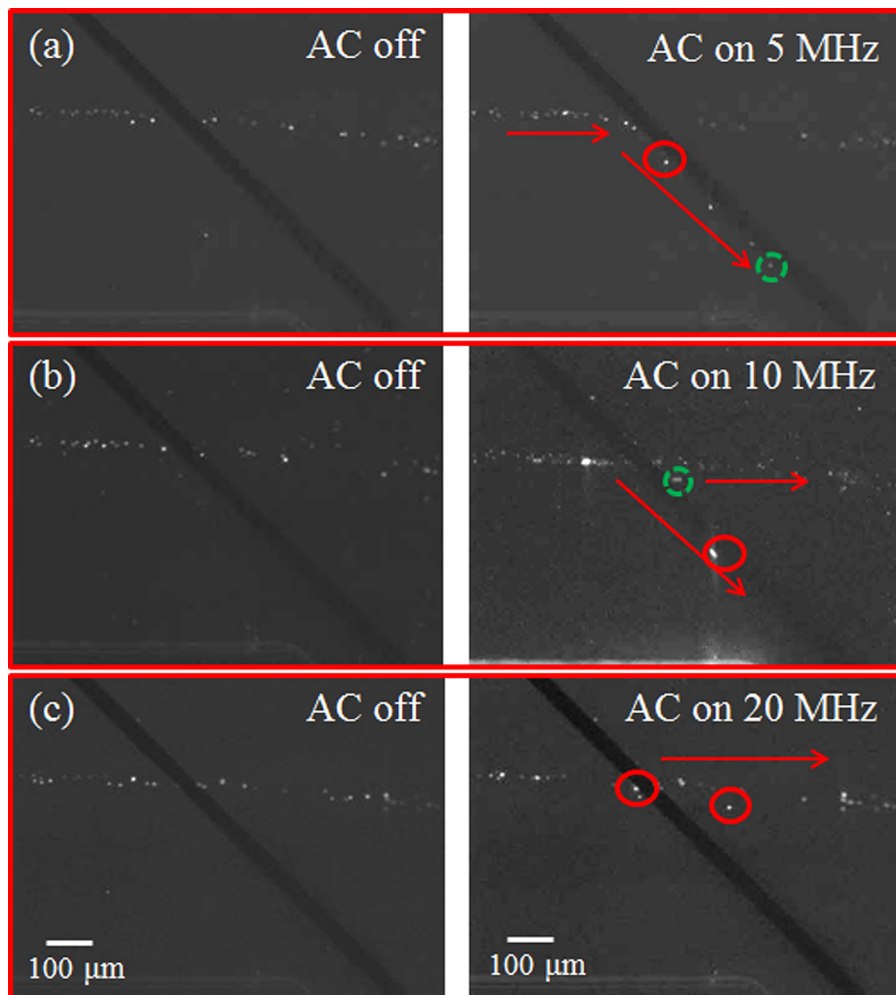 (a) AC off
AC on 5 MHz
(b) AC off
AC on 10 MHz
(c) AC off
AC on 20 MHz
100 μm
100 μm